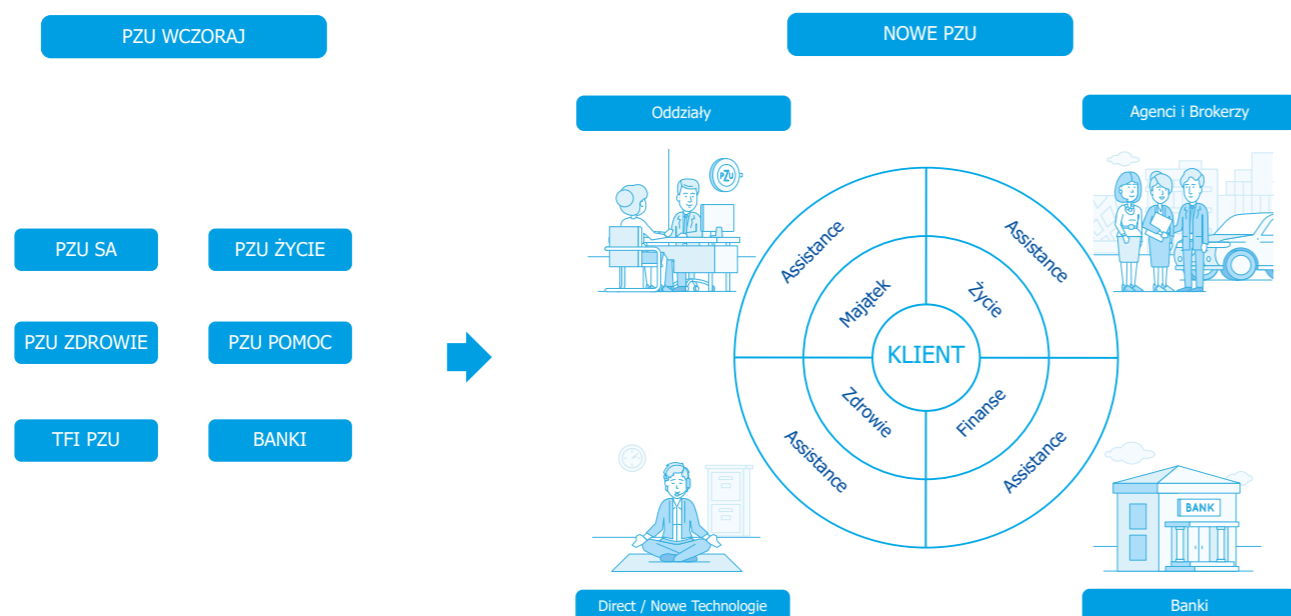 PZU WCZORAJ
PZU SA
PZU ŻYCIE
PZU ZDROWIE
PZU POMOC
TFI PZU
BANKI
NOWE PZU
Oddziały
Agenci i Brokerzy
PZU
Assistance
Assistance
Majątek
Życie
KLIENT
Zdrowie
Finanse
Assistance
Assistance
BANK
Direct / Nowe Technologie
Banki